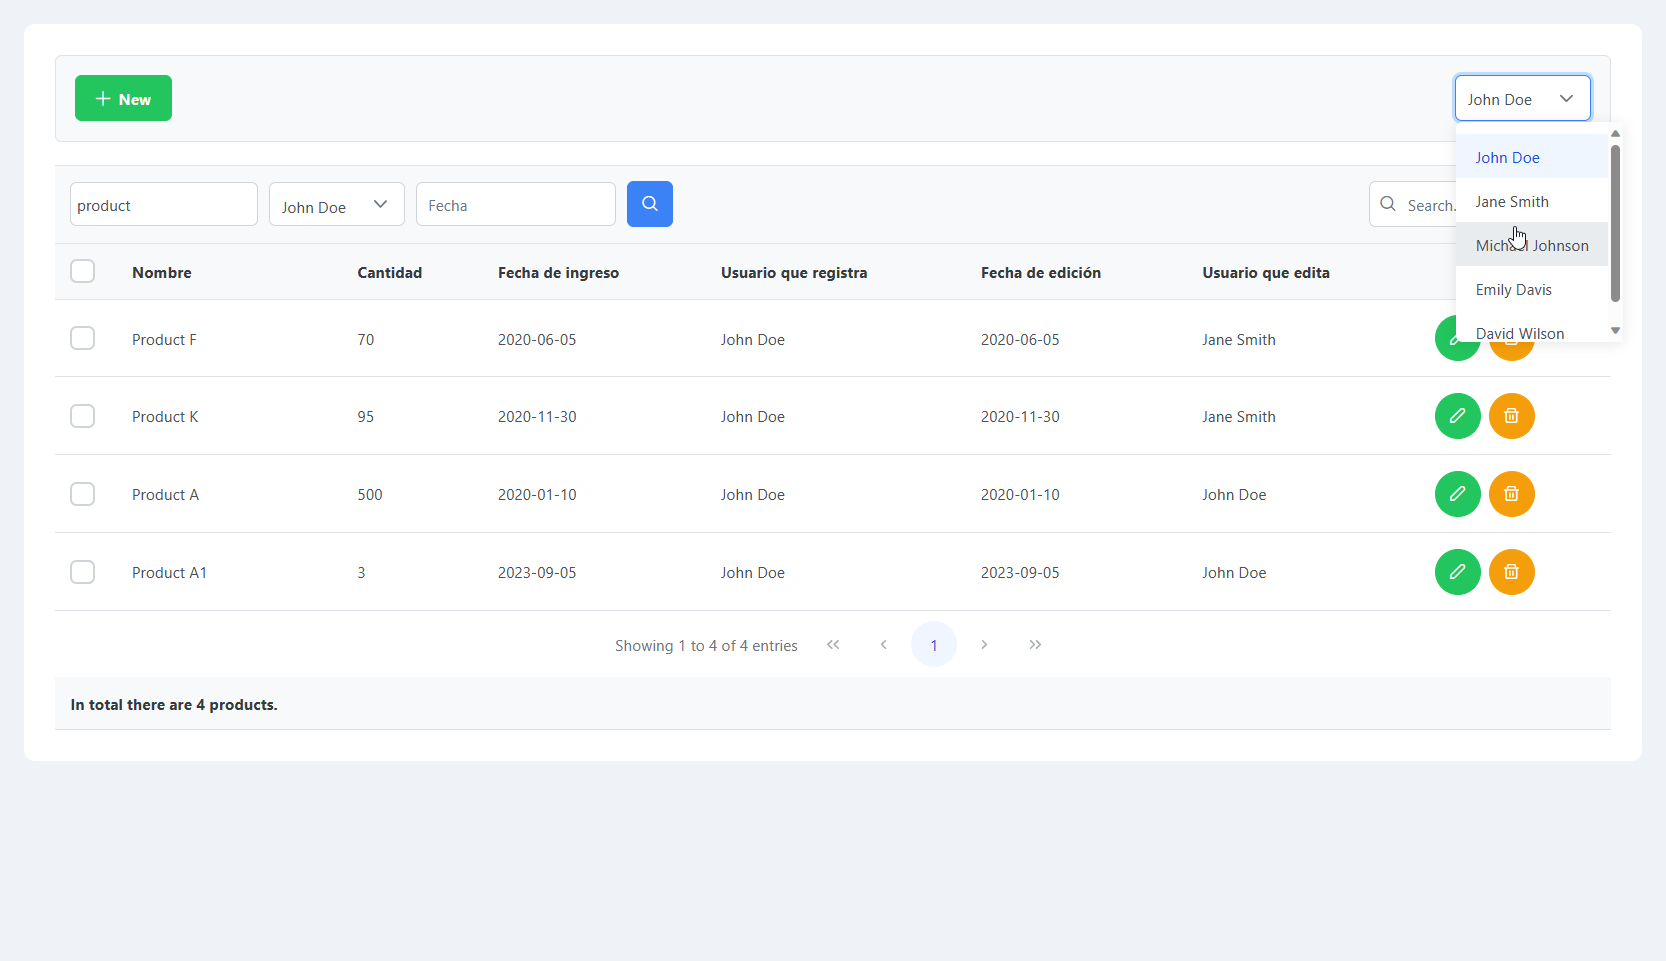 New
John Doe
John Doe
Jane Smith
Michael Johnson
Emily Davis
David Wilson
product
John Doe
Fecha
Search.
Nombre Cantidad Fecha de ingreso Usuario que registra Fecha de edición Usuario que edita
Product F 70 2020-06-05 John Doe 2020-06-05 Jane Smith
Product K 95 2020-11-30 John Doe 2020-11-30 Jane Smith
Product A 500 2020-01-10 John Doe 2020-01-10 John Doe
Product A1 3 2023-09-05 John Doe 2023-09-05 John Doe
Showing 1 to 4 of 4 entries << < 1 > >>
In total there are 4 products.